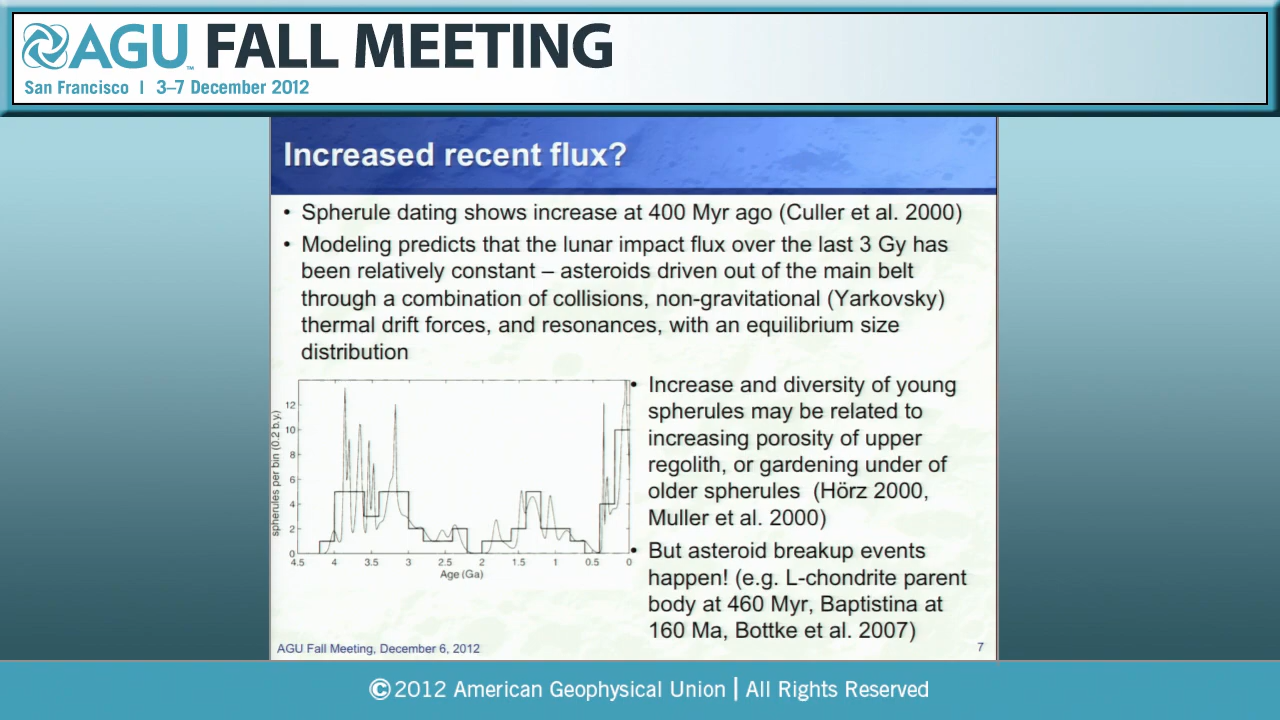 AGU™ FALL MEETING
San Francisco | 3–7 December 2012
Increased recent flux?
• Spherule dating shows increase at 400 Myr ago (Culler et al. 2000)
• Modeling predicts that the lunar impact flux over the last 3 Gy has
been relatively constant – asteroids driven out of the main belt
through a combination of collisions, non-gravitational (Yarkovsky)
thermal drift forces, and resonances, with an equilibrium size
distribution
spherules per bin (0.2 b.y.)
12
10
8
6
4
2
0
4.5 4 3.5 3 2.5 2 1.5 1 0.5 0
Age (Ga)
• Increase and diversity of young
spherules may be related to
increasing porosity of upper
regolith, or gardening under of
older spherules (Hörz 2000,
Muller et al. 2000)
• But asteroid breakup events
happen! (e.g. L-chondrite parent
body at 460 Myr, Baptistina at
160 Ma, Bottke et al. 2007)
AGU Fall Meeting, December 6, 2012
7
© 2012 American Geophysical Union | All Rights Reserved